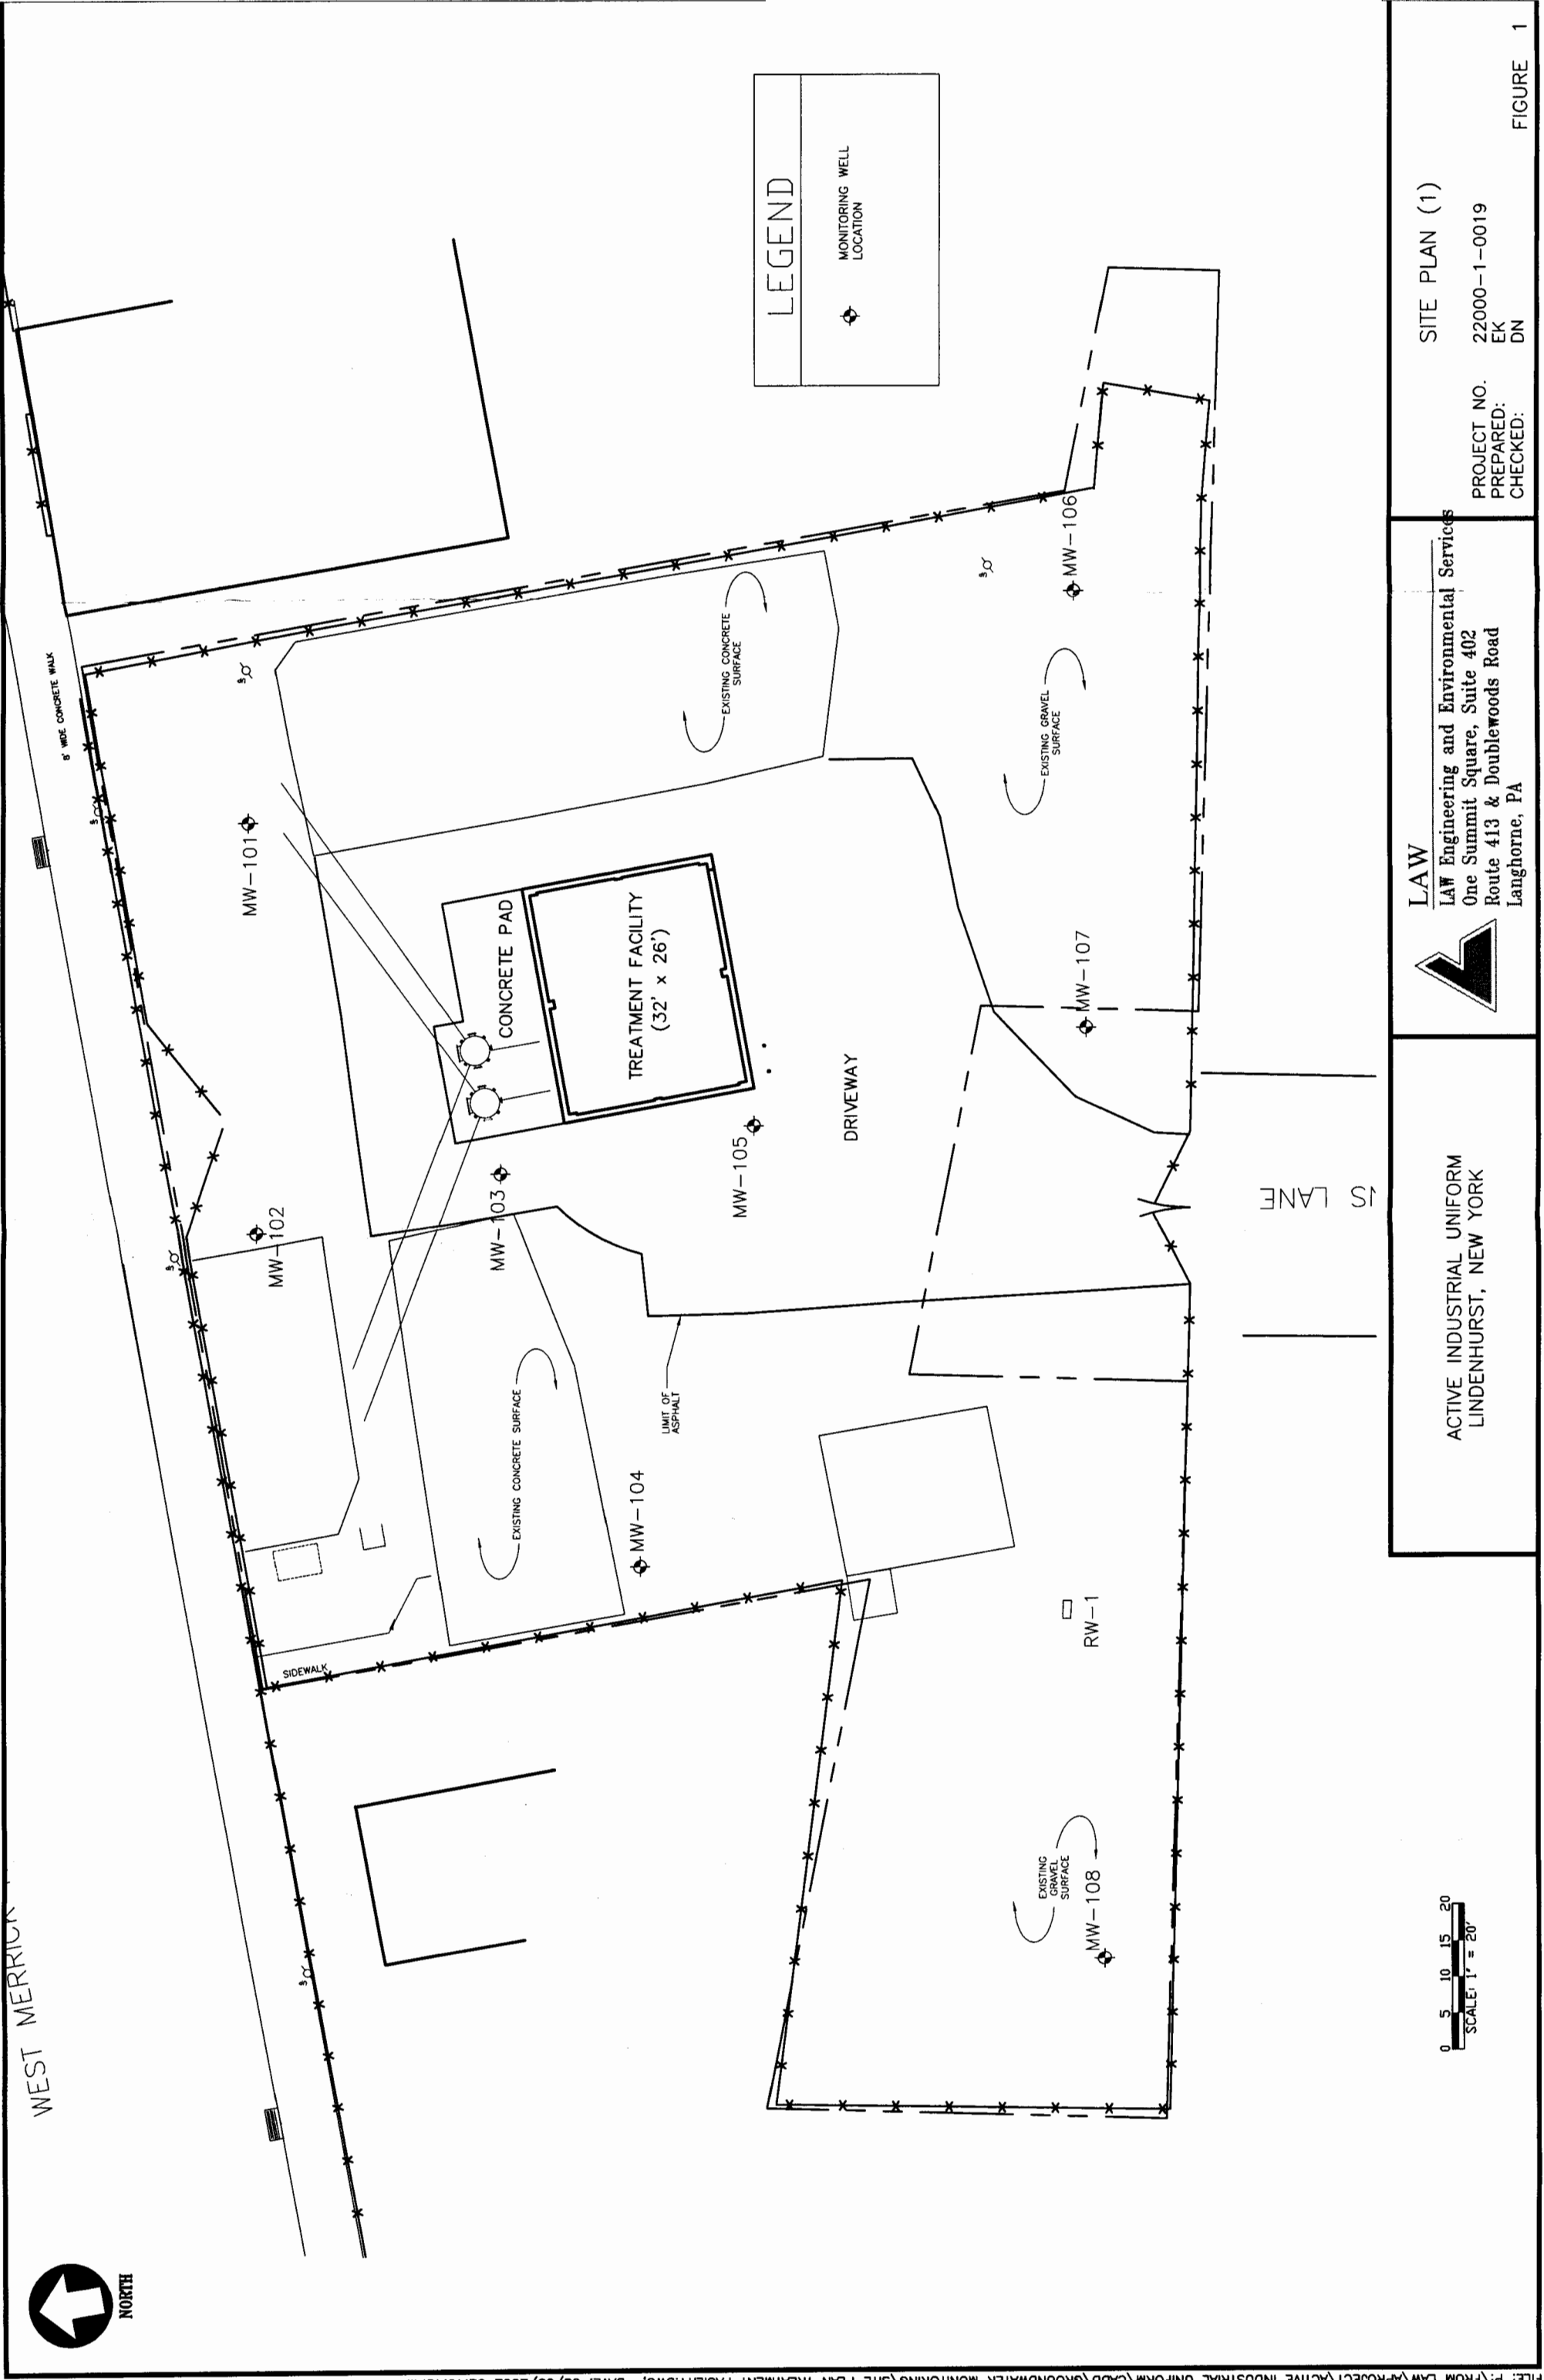 WEST MERRICK
NORTH
8' WIDE CONCRETE WALK
MW-101
MW-102
SIDEWALK
CONCRETE PAD
TREATMENT FACILITY
(32' x 26')
MW-103
EXISTING CONCRETE SURFACE
MW-104
LIMIT OF
ASPHALT
MW-105
DRIVEWAY
EXISTING CONCRETE
SURFACE
EXISTING GRAVEL
SURFACE
MW-106
MW-107
RW-1
EXISTING
GRAVEL
SURFACE
MW-108
NS LANE
LEGEND
MONITORING WELL
LOCATION
0 5 10 15 20
SCALE: 1" = 20'
ACTIVE INDUSTRIAL UNIFORM
LINDENHURST, NEW YORK
LAW
LAW Engineering and Environmental Services
One Summit Square, Suite 402
Route 413 & Doublewoods Road
Langhorne, PA
SITE PLAN (1)
PROJECT NO. 22000-1-0019
PREPARED: EK
CHECKED: DN
FIGURE 1